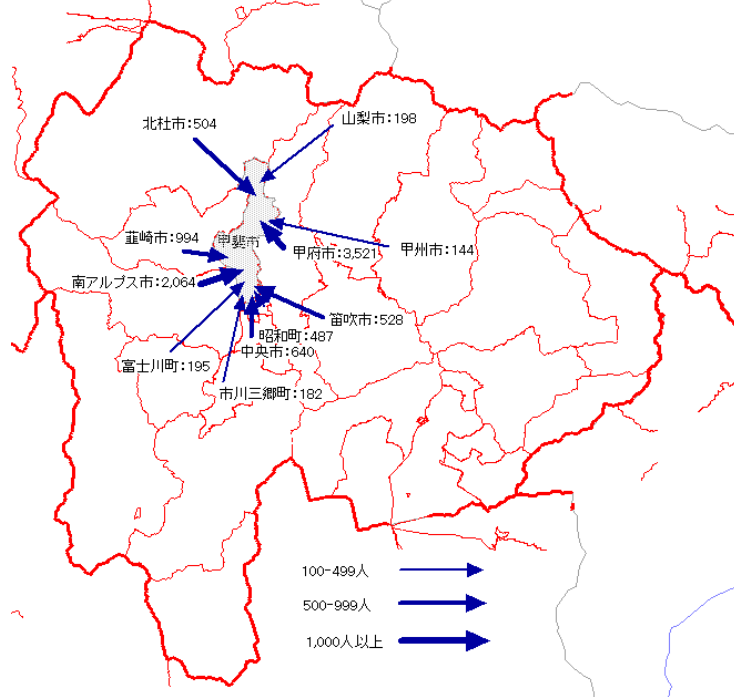 北杜市:504
山梨市:198
韮崎市:994
甲斐市
甲府市:3,521
甲州市:144
南アルプス市:2,064
笛吹市:528
昭和町:487
中央市:640
富士川町:195
市川三郷町:182
100-499人
500-999人
1,000人以上